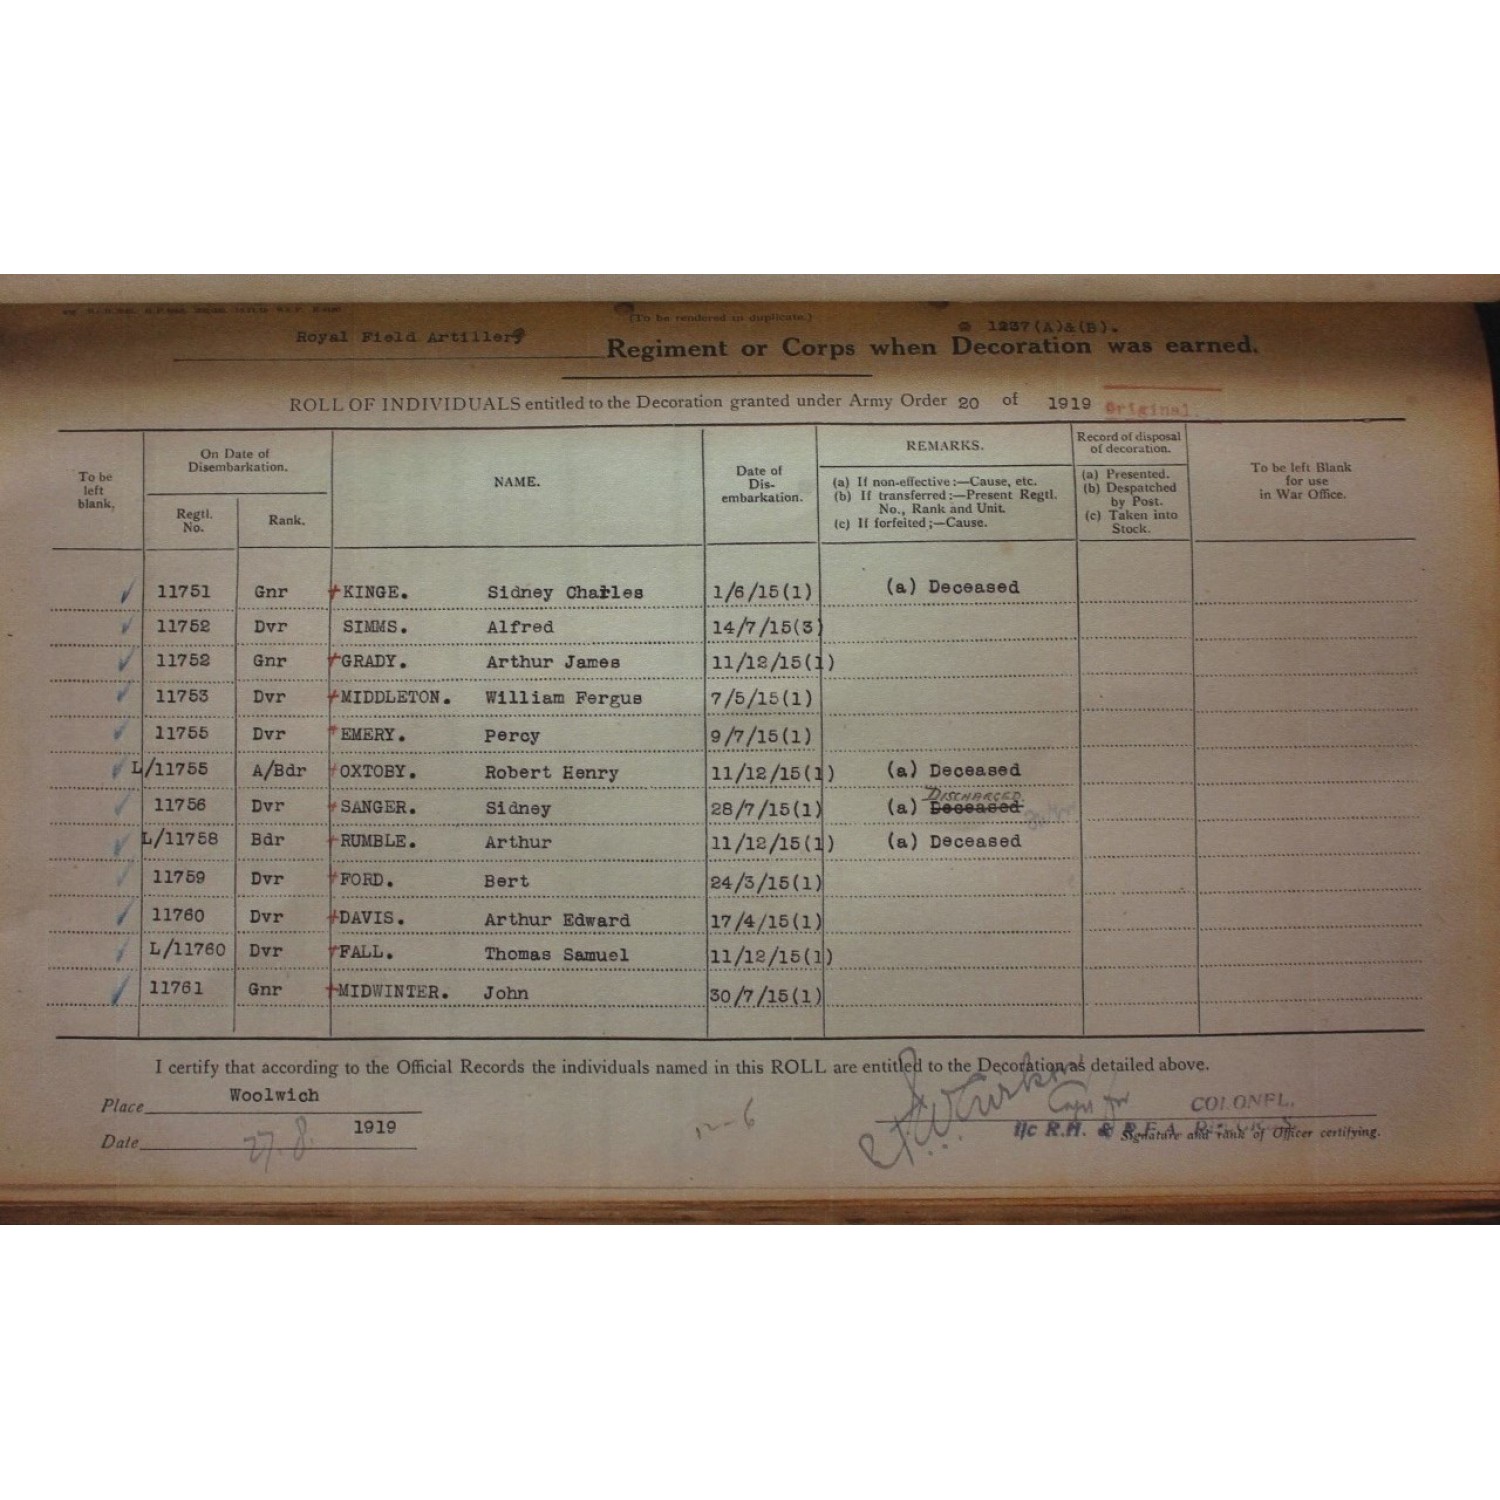 (To be rendered in duplicate.)
Royal Field Artillery Regiment or Corps when Decoration was earned.
1237(A)&(B).
ROLL OF INDIVIDUALS entitled to the Decoration granted under Army Order 20 of 1919 Original.
To be left blank,
On Date of Disembarkation.
Regtl. No.
Rank.
NAME.
Date of Dis-embarkation.
REMARKS.
(a) If non-effective:—Cause, etc.
(b) If transferred:—Present Regtl. No., Rank and Unit.
(c) If forfeited;—Cause.
Record of disposal of decoration.
(a) Presented.
(b) Despatched by Post.
(c) Taken into Stock.
To be left Blank for use in War Office.
11751 Gnr KINGE. Sidney Charles 1/6/15(1) (a) Deceased
11752 Dvr SIMMS. Alfred 14/7/15(3)
11752 Gnr GRADY. Arthur James 11/12/15(1)
11753 Dvr MIDDLETON. William Fergus 7/5/15(1)
11755 Dvr EMERY. Percy 9/7/15(1)
L/11755 A/Bdr OXTOBY. Robert Henry 11/12/15(1) (a) Deceased
11756 Dvr SANGER. Sidney 28/7/15(1) (a) Deceased DISCHARGED
L/11758 Bdr RUMBLE. Arthur 11/12/15(1) (a) Deceased
11759 Dvr FORD. Bert 24/3/15(1)
11760 Dvr DAVIS. Arthur Edward 17/4/15(1)
L/11760 Dvr FALL. Thomas Samuel 11/12/15(1)
11761 Gnr MIDWINTER. John 30/7/15(1)
I certify that according to the Official Records the individuals named in this ROLL are entitled to the Decoration as detailed above.
Place Woolwich
Date 27.8. 1919
12-6
Capt for COLONEL,
I/c R.H. & R.F.A.
Signature and rank of Officer certifying.